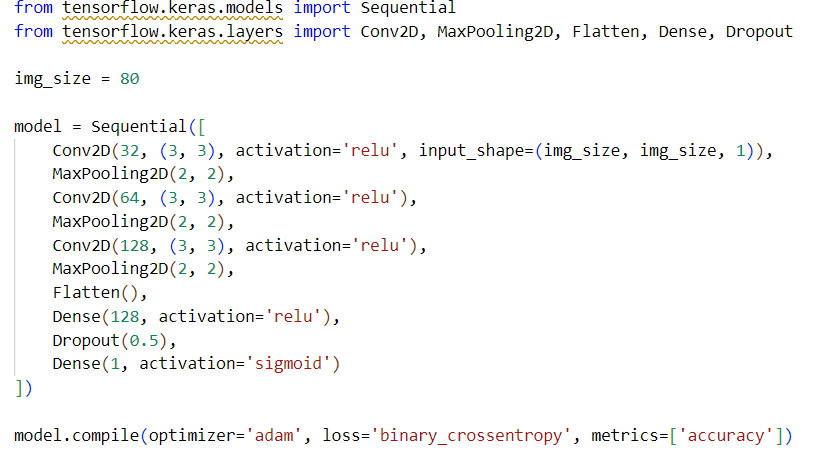 from tensorflow.keras.models import Sequential
from tensorflow.keras.layers import Conv2D, MaxPooling2D, Flatten, Dense, Dropout

img_size = 80

model = Sequential([
    Conv2D(32, (3, 3), activation='relu', input_shape=(img_size, img_size, 1)),
    MaxPooling2D(2, 2),
    Conv2D(64, (3, 3), activation='relu'),
    MaxPooling2D(2, 2),
    Conv2D(128, (3, 3), activation='relu'),
    MaxPooling2D(2, 2),
    Flatten(),
    Dense(128, activation='relu'),
    Dropout(0.5),
    Dense(1, activation='sigmoid')
])

model.compile(optimizer='adam', loss='binary_crossentropy', metrics=['accuracy'])